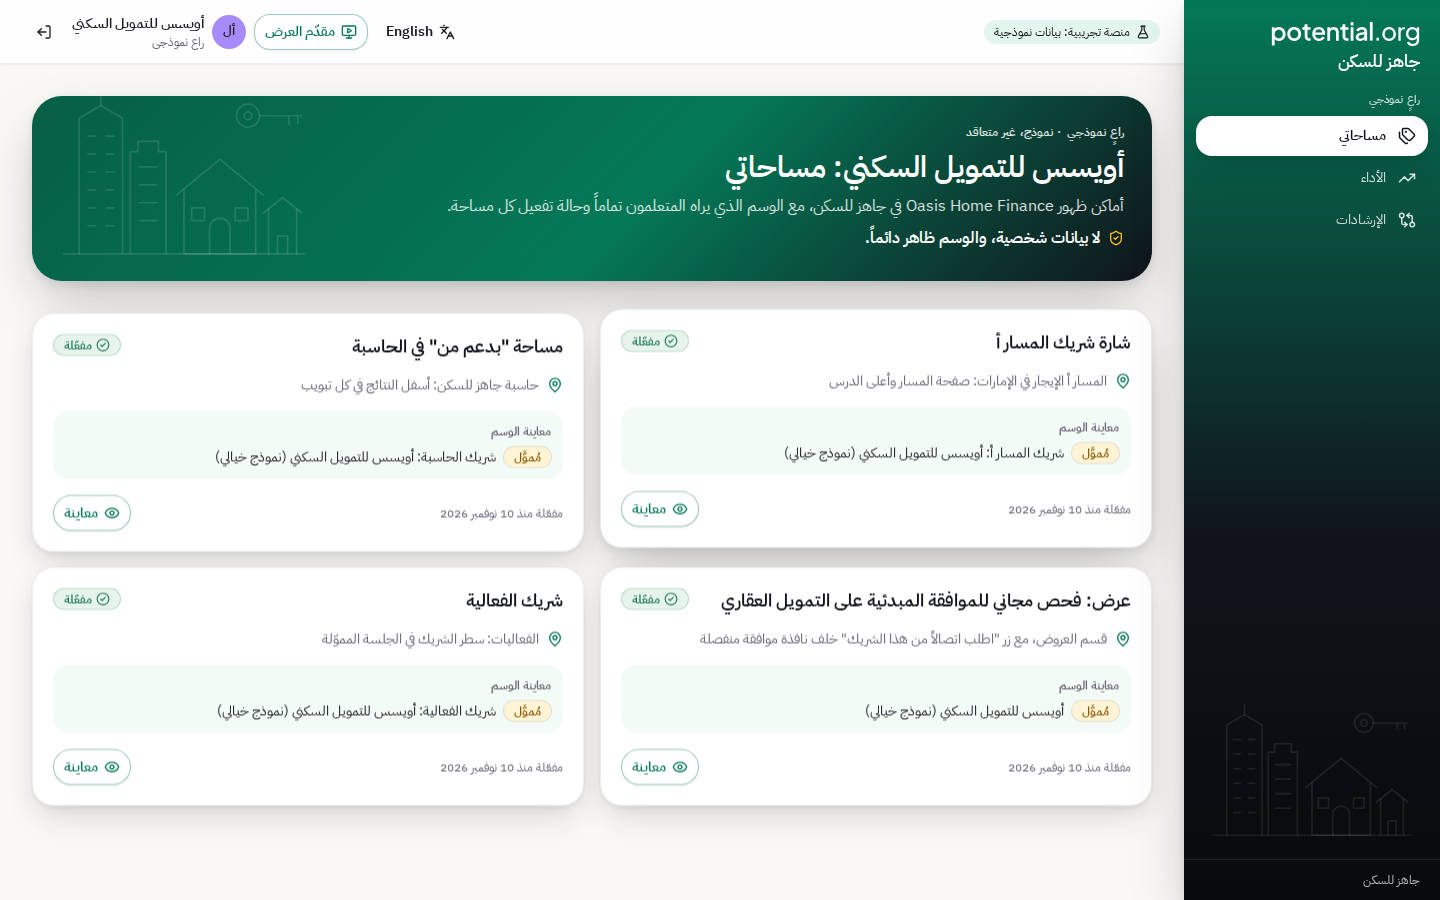 potential.org
جاهز للسكن
راعٍ نموذجي
مساحاتي
الأداء
الإرشادات
جاهز للسكن
منصة تجريبية: بيانات نموذجية
English
مقدّم العرض
أل
أويسس للتمويل السكني
راعٍ نموذجي
راعٍ نموذجي · نموذج، غير متعاقد
أويسس للتمويل السكني: مساحاتي
أماكن ظهور Oasis Home Finance في جاهز للسكن، مع الوسم الذي يراه المتعلمون تماماً وحالة تفعيل كل مساحة.
لا بيانات شخصية، والوسم ظاهر دائماً.
شارة شريك المسار أ
مفعّلة
المسار أ الإيجار في الإمارات: صفحة المسار وأعلى الدرس
معاينة الوسم
مُموَّل شريك المسار أ: أويسس للتمويل السكني (نموذج خيالي)
مفعّلة منذ 10 نوفمبر 2026
معاينة
مساحة "بدعم من" في الحاسبة
مفعّلة
حاسبة جاهز للسكن: أسفل النتائج في كل تبويب
معاينة الوسم
مُموَّل شريك الحاسبة: أويسس للتمويل السكني (نموذج خيالي)
مفعّلة منذ 10 نوفمبر 2026
معاينة
عرض: فحص مجاني للموافقة المبدئية على التمويل العقاري
مفعّلة
قسم العروض، مع زر "اطلب اتصالاً من هذا الشريك" خلف نافذة موافقة منفصلة
معاينة الوسم
مُموَّل أويسس للتمويل السكني (نموذج خيالي)
مفعّلة منذ 10 نوفمبر 2026
معاينة
شريك الفعالية
مفعّلة
الفعاليات: سطر الشريك في الجلسة المموّلة
معاينة الوسم
مُموَّل شريك الفعالية: أويسس للتمويل السكني (نموذج خيالي)
مفعّلة منذ 10 نوفمبر 2026
معاينة